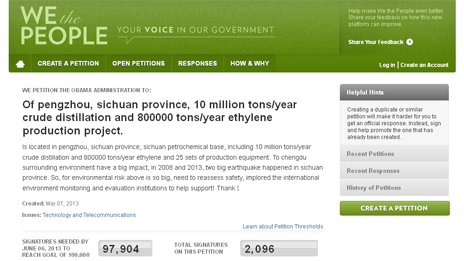 WE the
PEOPLE
YOUR VOICE IN OUR GOVERNMENT
Help make We the People even better.
Share your feedback on how this new
platform can improve.
Share Your Feedback
CREATE A PETITION
OPEN PETITIONS
RESPONSES
HOW & WHY
Log in | Create an Account
WE PETITION THE OBAMA ADMINISTRATION TO:
Of pengzhou, sichuan province, 10 million tons/year
crude distillation and 800000 tons/year ethylene
production project.
Is located in pengzhou, sichuan province, sichuan petrochemical base, including 10 million tons/year
crude distillation and 800000 tons/year ethylene and 25 sets of production equipment. To chengdu
surrounding environment have a big impact, in 2008 and 2013, two big earthquake happened in sichuan
province. So, for environmental risk above is so big, need to reassess safety, implored the international
environment monitoring and evaluation institutions to help support! Thank !
Created: May 07, 2013
Issues: Technology and Telecommunications
Learn about Petition Thresholds
SIGNATURES NEEDED BY
JUNE 06, 2013 TO
REACH GOAL OF 100,000
97,904
TOTAL SIGNATURES
ON THIS PETITION
2,096
Helpful Hints
Creating a duplicate or similar
petition will make it harder for you to
get an official response. Instead, sign
and help promote the one that has
already been created.
Recent Petitions
Recent Responses
History of Petitions
CREATE A PETITION